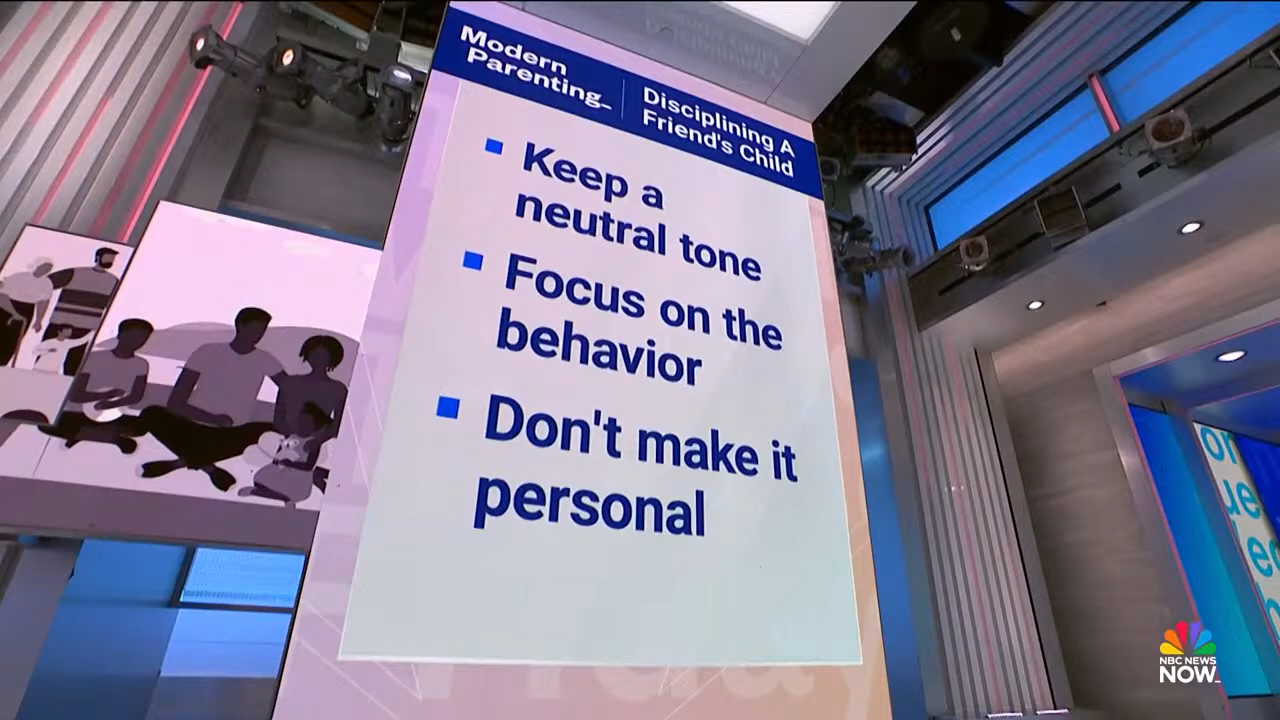 Modern
Parenting_
Disciplining A
Friend's Child
Keep a
neutral tone
Focus on the
behavior
Don't make it
personal
NBC NEWS
NOW